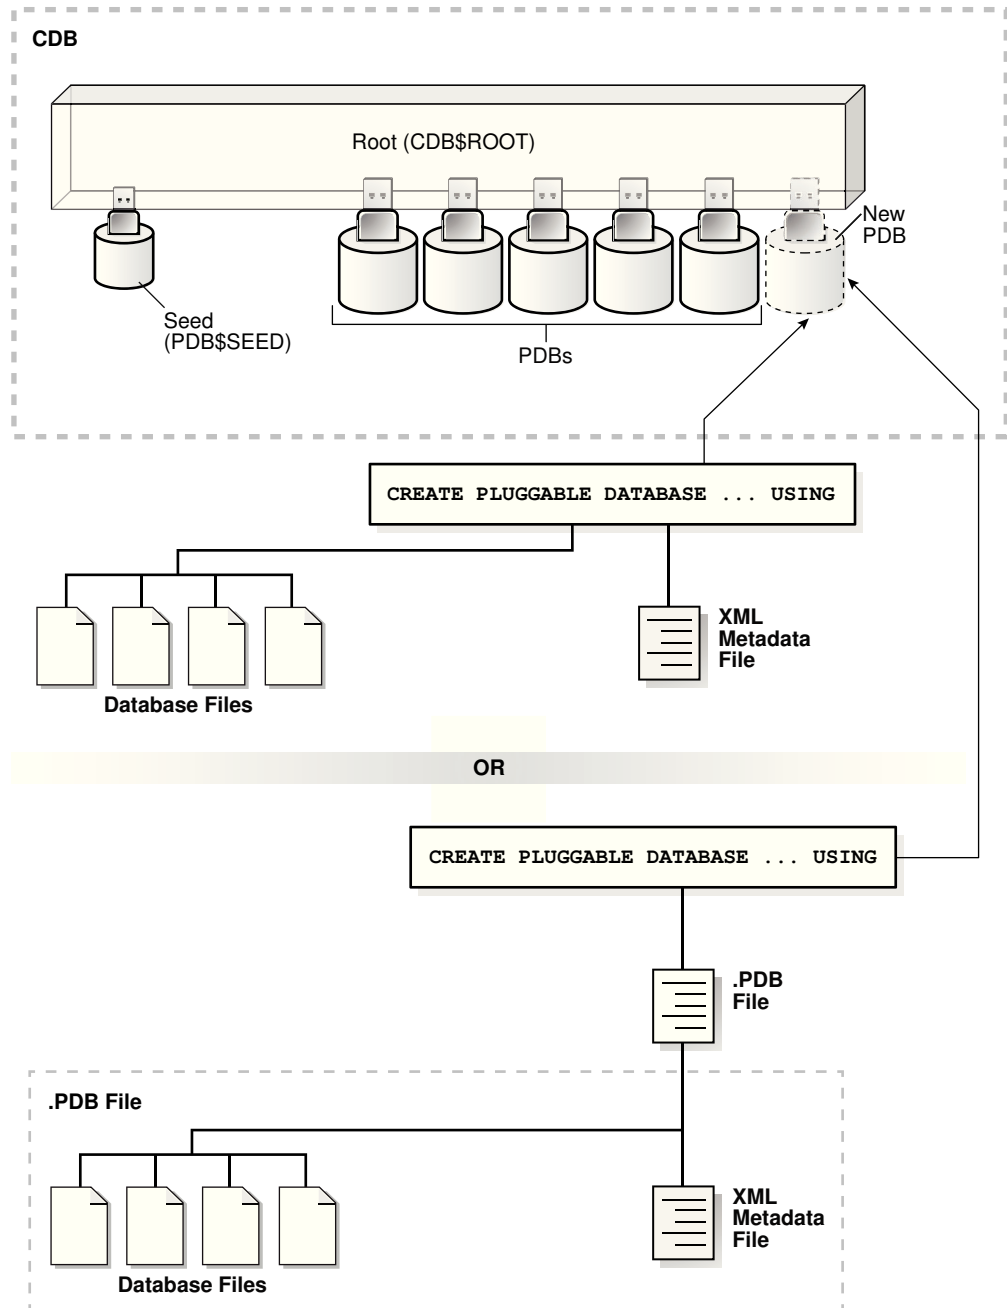 CDB
Root (CDB$ROOT)
New
PDB
Seed
(PDB$SEED)
PDBs
CREATE PLUGGABLE DATABASE ... USING
XML
Metadata
File
Database Files
OR
CREATE PLUGGABLE DATABASE ... USING
.PDB
File
.PDB File
XML
Metadata
File
Database Files